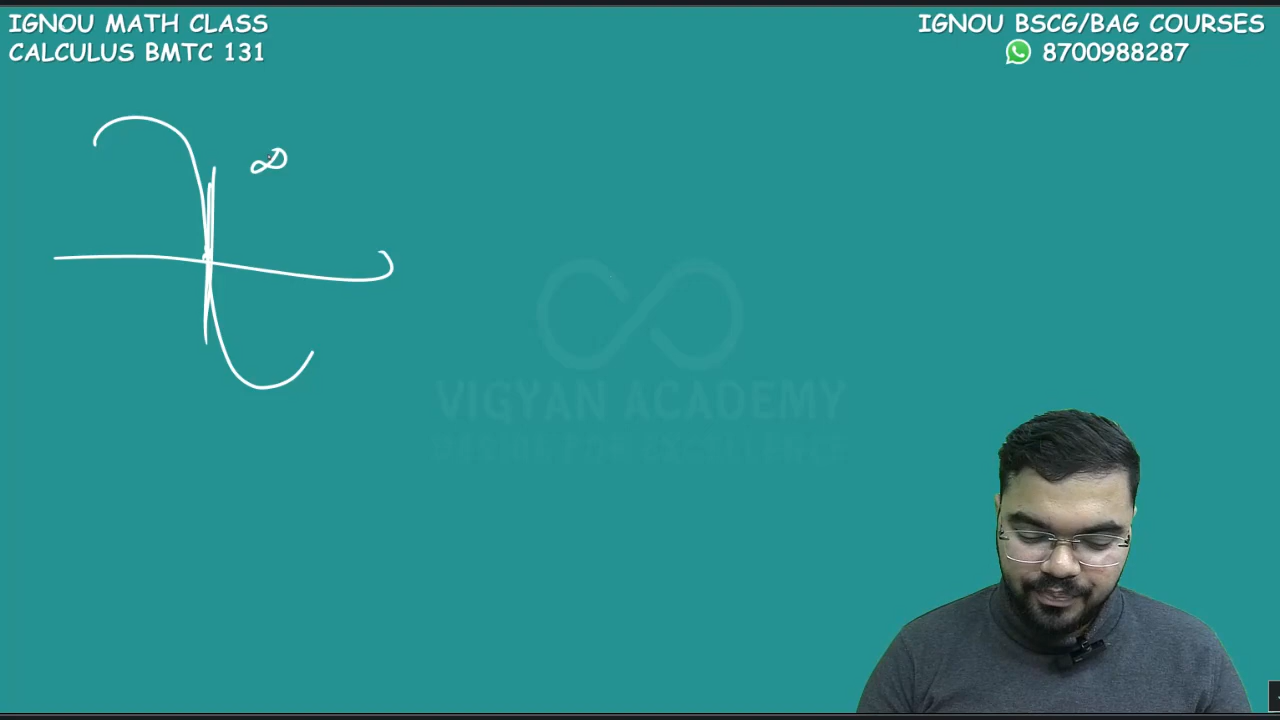 IGNOU MATH CLASS
CALCULUS BMTC 131
IGNOU BSCG/BAG COURSES
8700988287
∞
VIGYAN ACADEMY